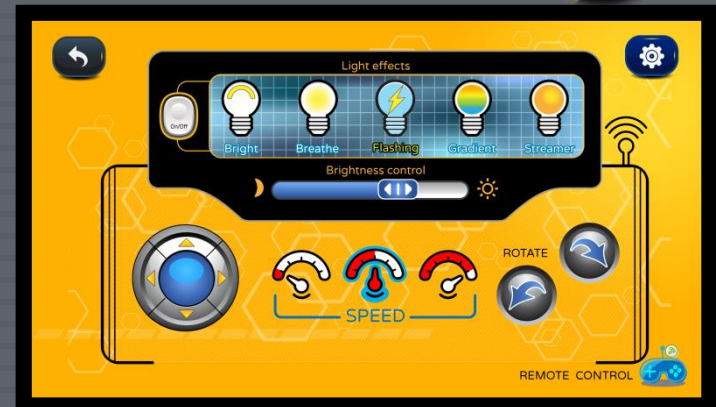 Light effects
On/Off
Bright Breathe Flashing Gradient Streamer
Brightness control
ROTATE
SPEED
REMOTE CONTROL